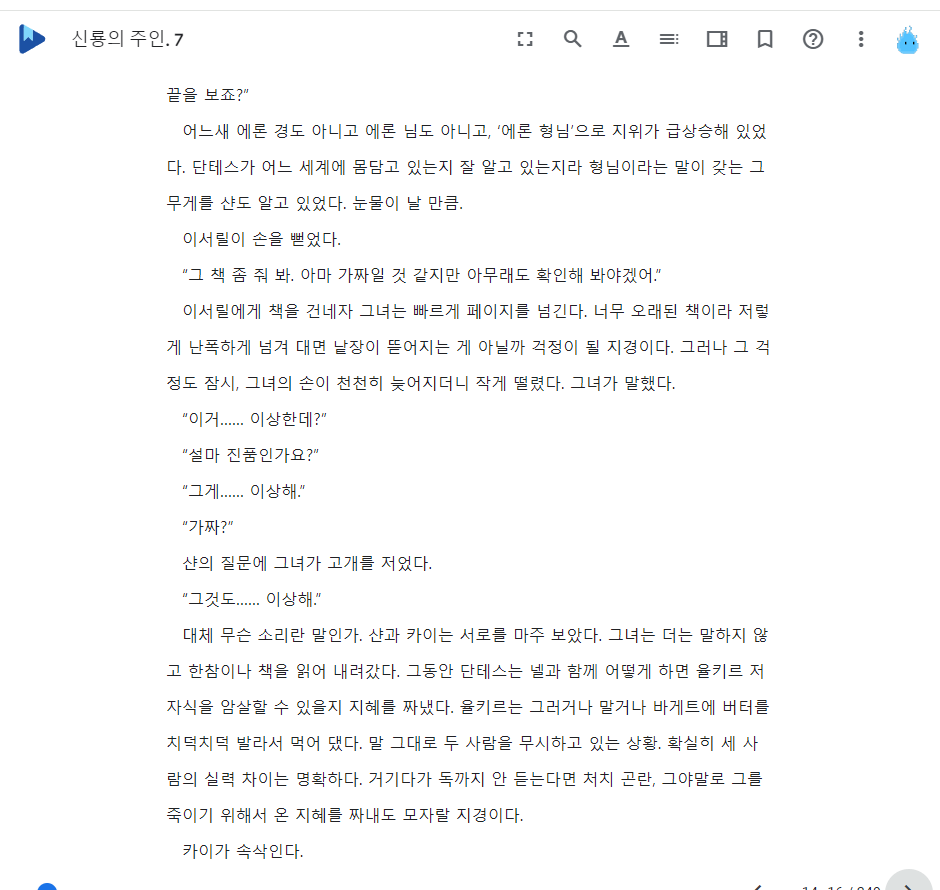 신룡의 주인. 7
끝을 보죠?”
어느새 에론 경도 아니고 에론 님도 아니고, ‘에론 형님’으로 지위가 급상승해 있었
다. 단테스가 어느 세계에 몸담고 있는지 잘 알고 있는지라 형님이라는 말이 갖는 그
무게를 샨도 알고 있었다. 눈물이 날 만큼.
이서릴이 손을 뻗었다.
“그 책 좀 줘 봐. 아마 가짜일 것 같지만 아무래도 확인해 봐야겠어.”
이서릴에게 책을 건네자 그녀는 빠르게 페이지를 넘긴다. 너무 오래된 책이라 저렇
게 난폭하게 넘겨 대면 낱장이 뜯어지는 게 아닐까 걱정이 될 지경이다. 그러나 그 걱
정도 잠시, 그녀의 손이 천천히 늦어지더니 작게 떨렸다. 그녀가 말했다.
“이거...... 이상한데?”
“설마 진품인가요?”
“그게...... 이상해.”
“가짜?”
샨의 질문에 그녀가 고개를 저었다.
“그것도...... 이상해.”
대체 무슨 소리란 말인가. 샨과 카이는 서로를 마주 보았다. 그녀는 더는 말하지 않
고 한참이나 책을 읽어 내려갔다. 그동안 단테스는 넬과 함께 어떻게 하면 율키르 저
자식을 암살할 수 있을지 지혜를 짜냈다. 율키르는 그러거나 말거나 바게트에 버터를
치덕치덕 발라서 먹어 댔다. 말 그대로 두 사람을 무시하고 있는 상황. 확실히 세 사
람의 실력 차이는 명확하다. 거기다가 독까지 안 듣는다면 처치 곤란, 그야말로 그를
죽이기 위해서 온 지혜를 짜내도 모자랄 지경이다.
카이가 속삭인다.